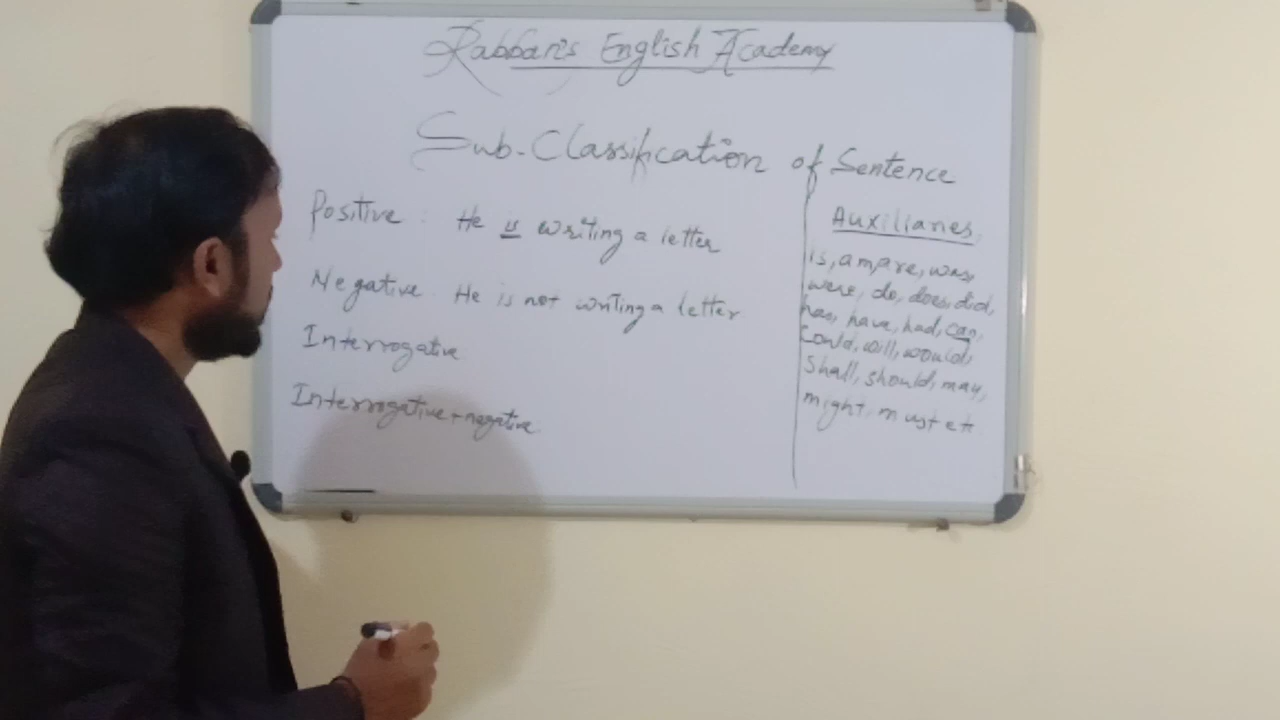 Rabban's English Academy
Sub-Classification of Sentence
Positive : He is writing a letter
Negative He is not writing a letter
Interrogative
Interrogative + negative
Auxiliaries
is, am, are, was,
were, do, does, did,
has, have, had, can,
Could, will, would,
Shall, should, may,
might, must etc